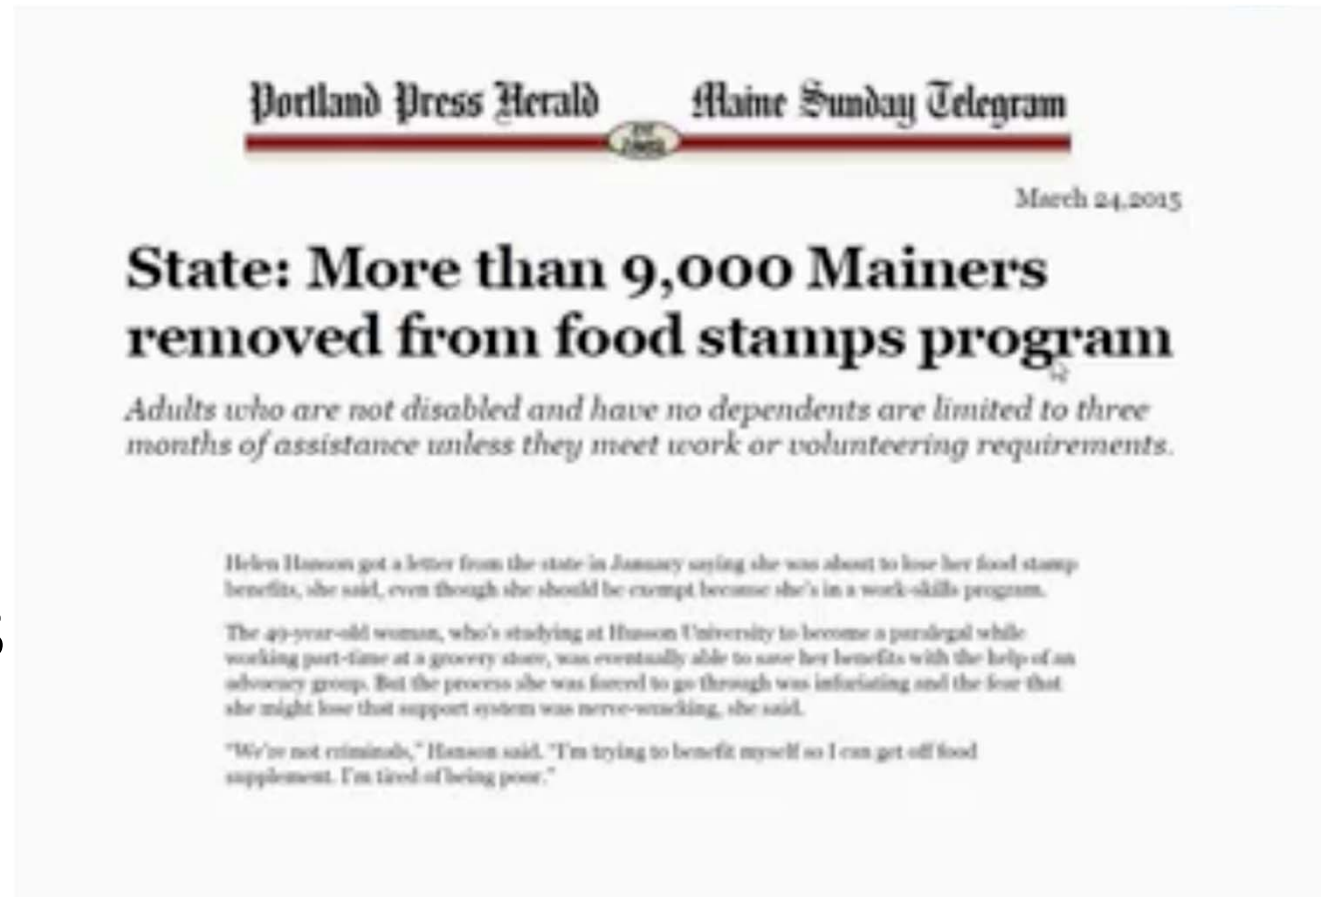 Portland Press Herald Maine Sunday Telegram
March 24,2015
State: More than 9,000 Mainers
removed from food stamps program
Adults who are not disabled and have no dependents are limited to three
months of assistance unless they meet work or volunteering requirements.
Helen Hanson got a letter from the state in January saying she was about to lose her food stamp
benefits, she said, even though she should be exempt because she's in a work-skills program.
The 49-year-old woman, who's studying at Husson University to become a paralegal while
working part-time at a grocery store, was eventually able to save her benefits with the help of an
advocacy group. But the process she was forced to go through was infuriating and the fear that
she might lose that support system was nerve-wracking, she said.
"We're not criminals," Hanson said. "I'm trying to benefit myself so I can get off food
supplement. I'm tired of being poor."